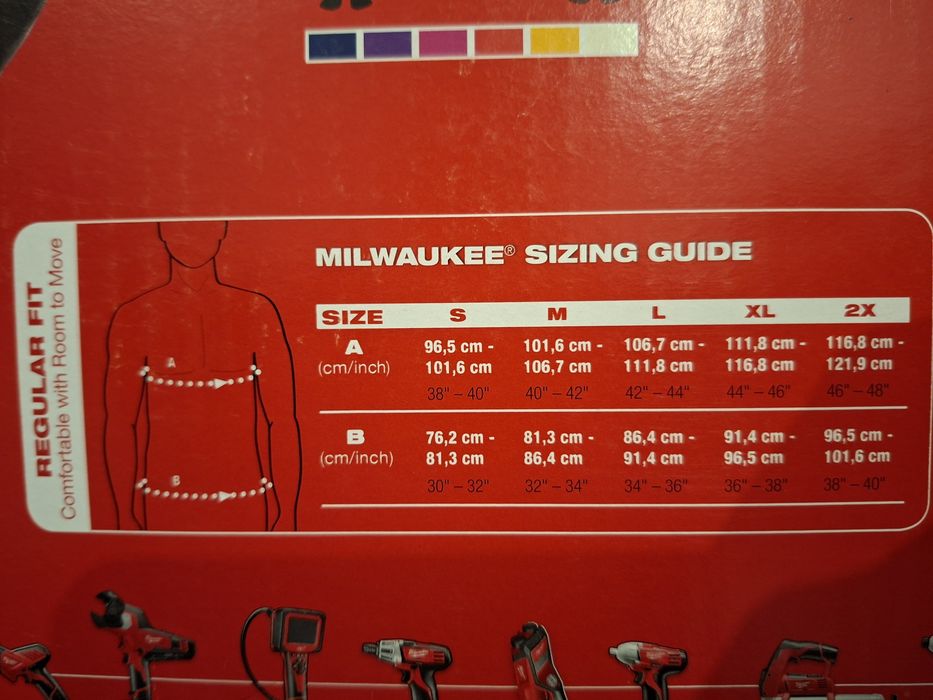 REGULAR FIT
Comfortable with Room to Move
A
B
MILWAUKEE® SIZING GUIDE
SIZE S M L XL 2X
A 96,5 cm - 101,6 cm - 106,7 cm - 111,8 cm - 116,8 cm -
(cm/inch) 101,6 cm 106,7 cm 111,8 cm 116,8 cm 121,9 cm
38" – 40" 40" – 42" 42" – 44" 44" – 46" 46" – 48"
B 76,2 cm - 81,3 cm - 86,4 cm - 91,4 cm - 96,5 cm -
(cm/inch) 81,3 cm 86,4 cm 91,4 cm 96,5 cm 101,6 cm
30" – 32" 32" – 34" 34" – 36" 36" – 38" 38" – 40"